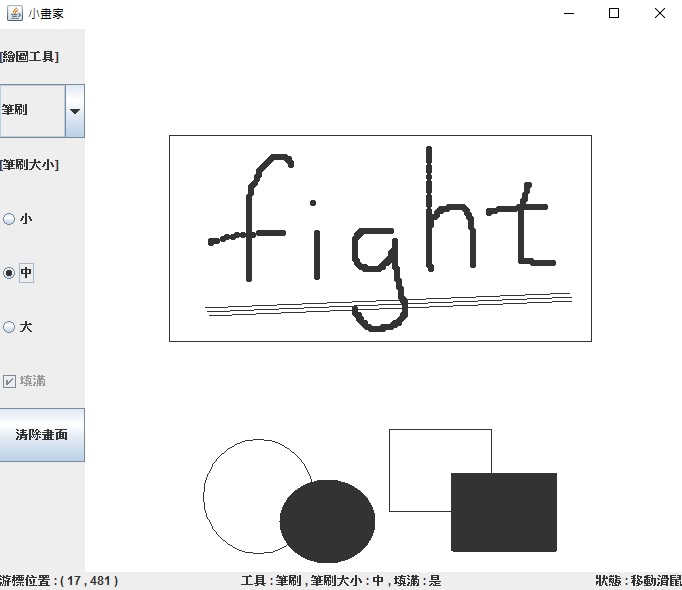 小畫家
[繪圖工具]
筆刷
[筆刷大小]
小
中
大
填滿
清除畫面
fight
游標位置 : ( 17 , 481 )
工具 : 筆刷 , 筆刷大小 : 中 , 填滿 : 是
狀態 : 移動滑鼠